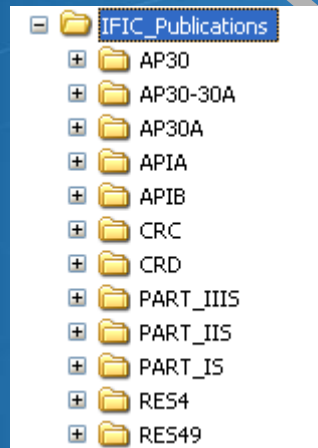 IFIC_Publications
AP30
AP30-30A
AP30A
APIA
APIB
CRC
CRD
PART_IIIS
PART_IIS
PART_IS
RES4
RES49